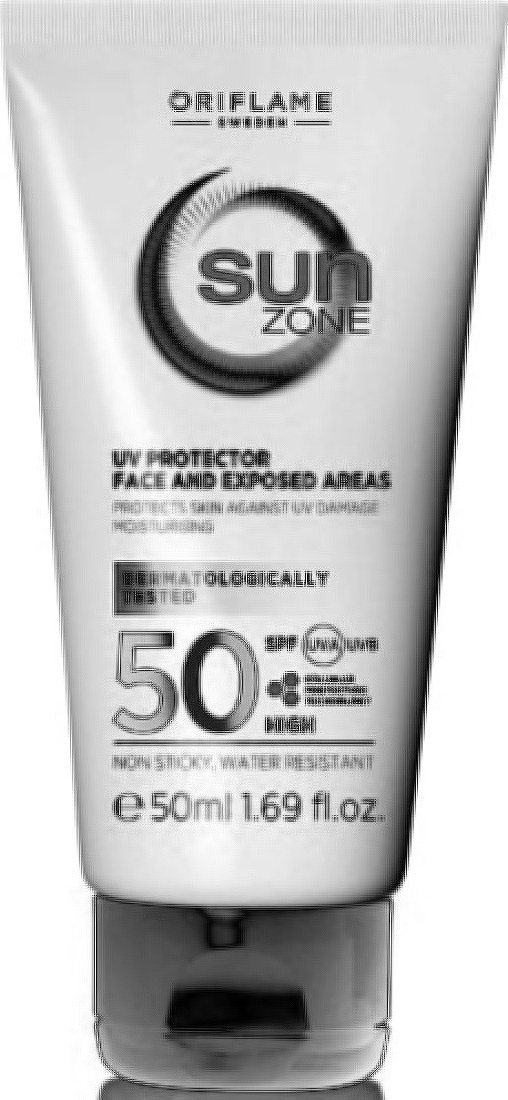 ORIFLAME
SWEDEN
sun
ZONE
UV PROTECTOR
FACE AND EXPOSED AREAS
PROTECTS SKIN AGAINST UV DAMAGE
MOISTURISING
DERMATOLOGICALLY
TESTED
50
SPF UVA UVB
HIGH
NON STICKY, WATER RESISTANT
℮ 50ml 1.69 fl.oz.